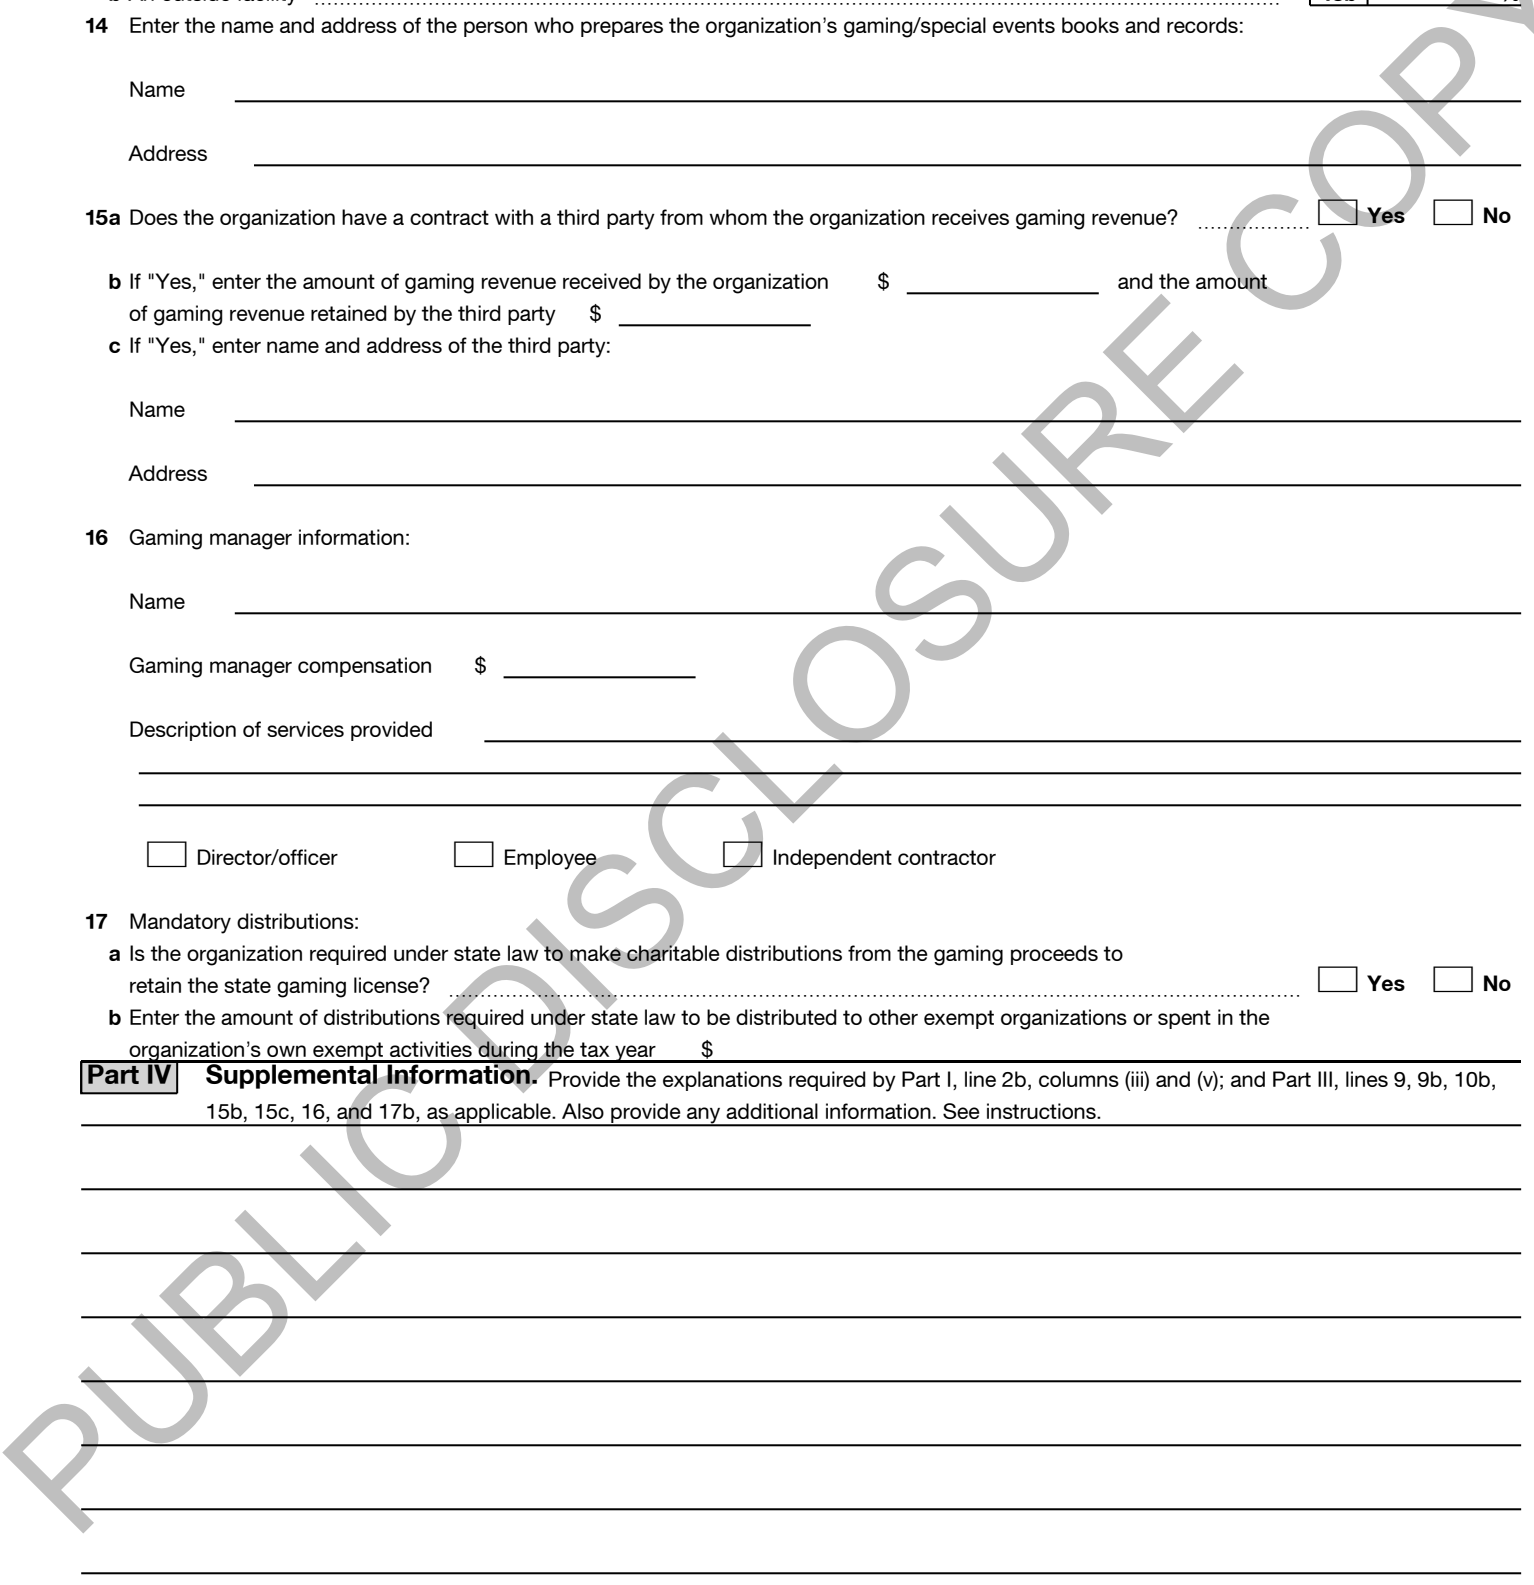 14 Enter the name and address of the person who prepares the organization's gaming/special events books and records:
Name
Address
15a Does the organization have a contract with a third party from whom the organization receives gaming revenue? Yes No
b If "Yes," enter the amount of gaming revenue received by the organization $ and the amount
of gaming revenue retained by the third party $
c If "Yes," enter name and address of the third party:
Name
Address
16 Gaming manager information:
Name
Gaming manager compensation $
Description of services provided
Director/officer Employee Independent contractor
17 Mandatory distributions:
a Is the organization required under state law to make charitable distributions from the gaming proceeds to
retain the state gaming license? Yes No
b Enter the amount of distributions required under state law to be distributed to other exempt organizations or spent in the
organization's own exempt activities during the tax year $
Part IV Supplemental Information. Provide the explanations required by Part I, line 2b, columns (iii) and (v); and Part III, lines 9, 9b, 10b,
15b, 15c, 16, and 17b, as applicable. Also provide any additional information. See instructions.
PUBLIC DISCLOSURE COPY